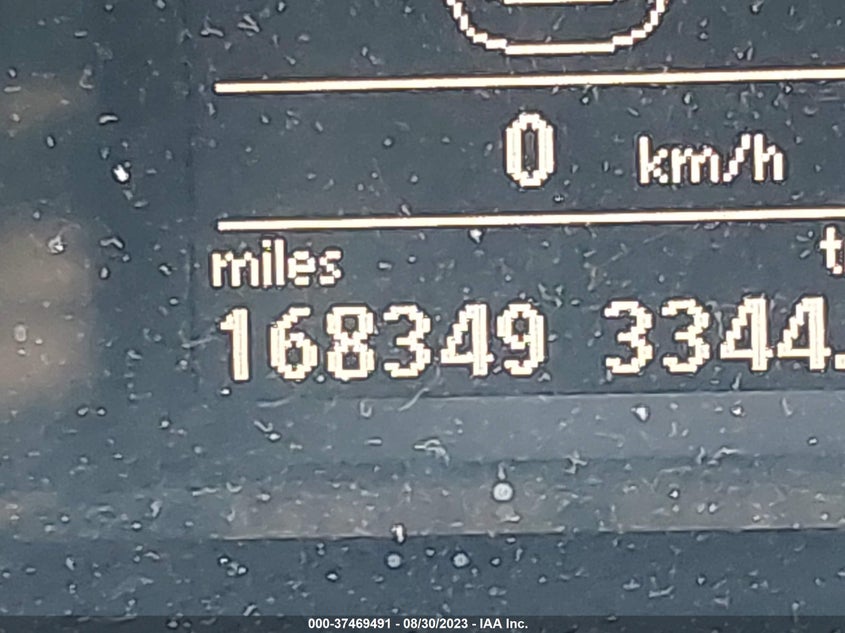 0 km/h
miles t
168349 3344.
000-37469491 - 08/30/2023 - IAA Inc.